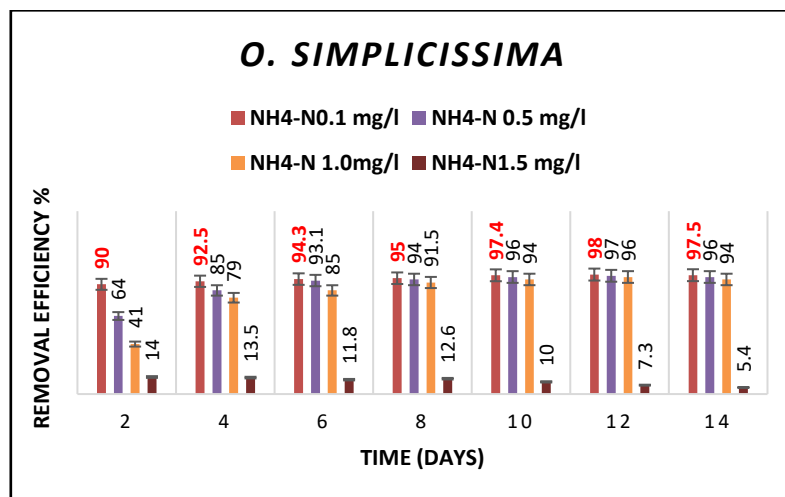 O. SIMPLICISSIMA
NH4-N0.1 mg/l NH4-N 0.5 mg/l
NH4-N 1.0mg/l NH4-N1.5 mg/l
REMOVAL EFFICIENCY %
90 64 41 14
92.5 85 79 13.5
94.3 93.1 85 11.8
95 94 91.5 12.6
97.4 96 94 10
98 97 96 7.3
97.5 96 94 5.4
2 4 6 8 10 12 14
TIME (DAYS)